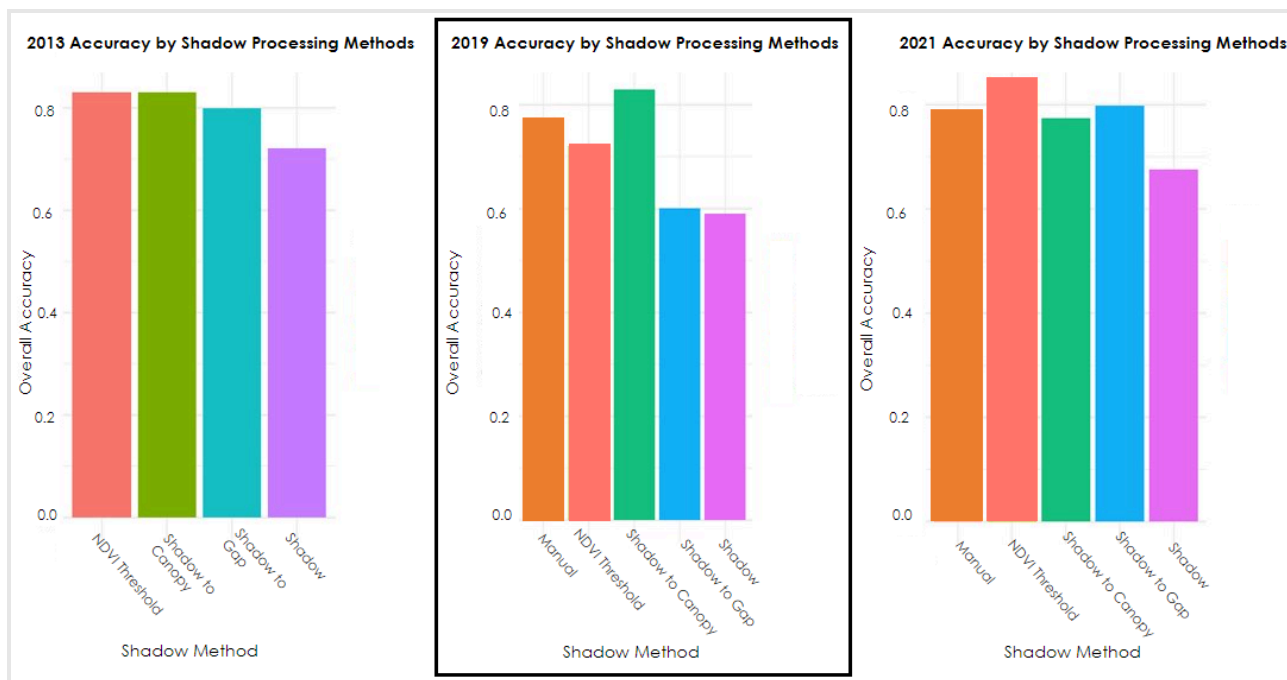 2013 Accuracy by Shadow Processing Methods
0.8
0.6
0.4
0.2
0.0
Overall Accuracy
NDVI Threshold
Shadow to
Canopy
Shadow to
Gap
Shadow
Shadow Method
2019 Accuracy by Shadow Processing Methods
0.8
0.6
0.4
0.2
0.0
Overall Accuracy
Manual
NDVI Threshold
Shadow to Canopy
Shadow to Gap
Shadow
Shadow Method
2021 Accuracy by Shadow Processing Methods
0.8
0.6
0.4
0.2
0.0
Overall Accuracy
Manual
NDVI Threshold
Shadow to Canopy
Shadow to Gap
Shadow
Shadow Method